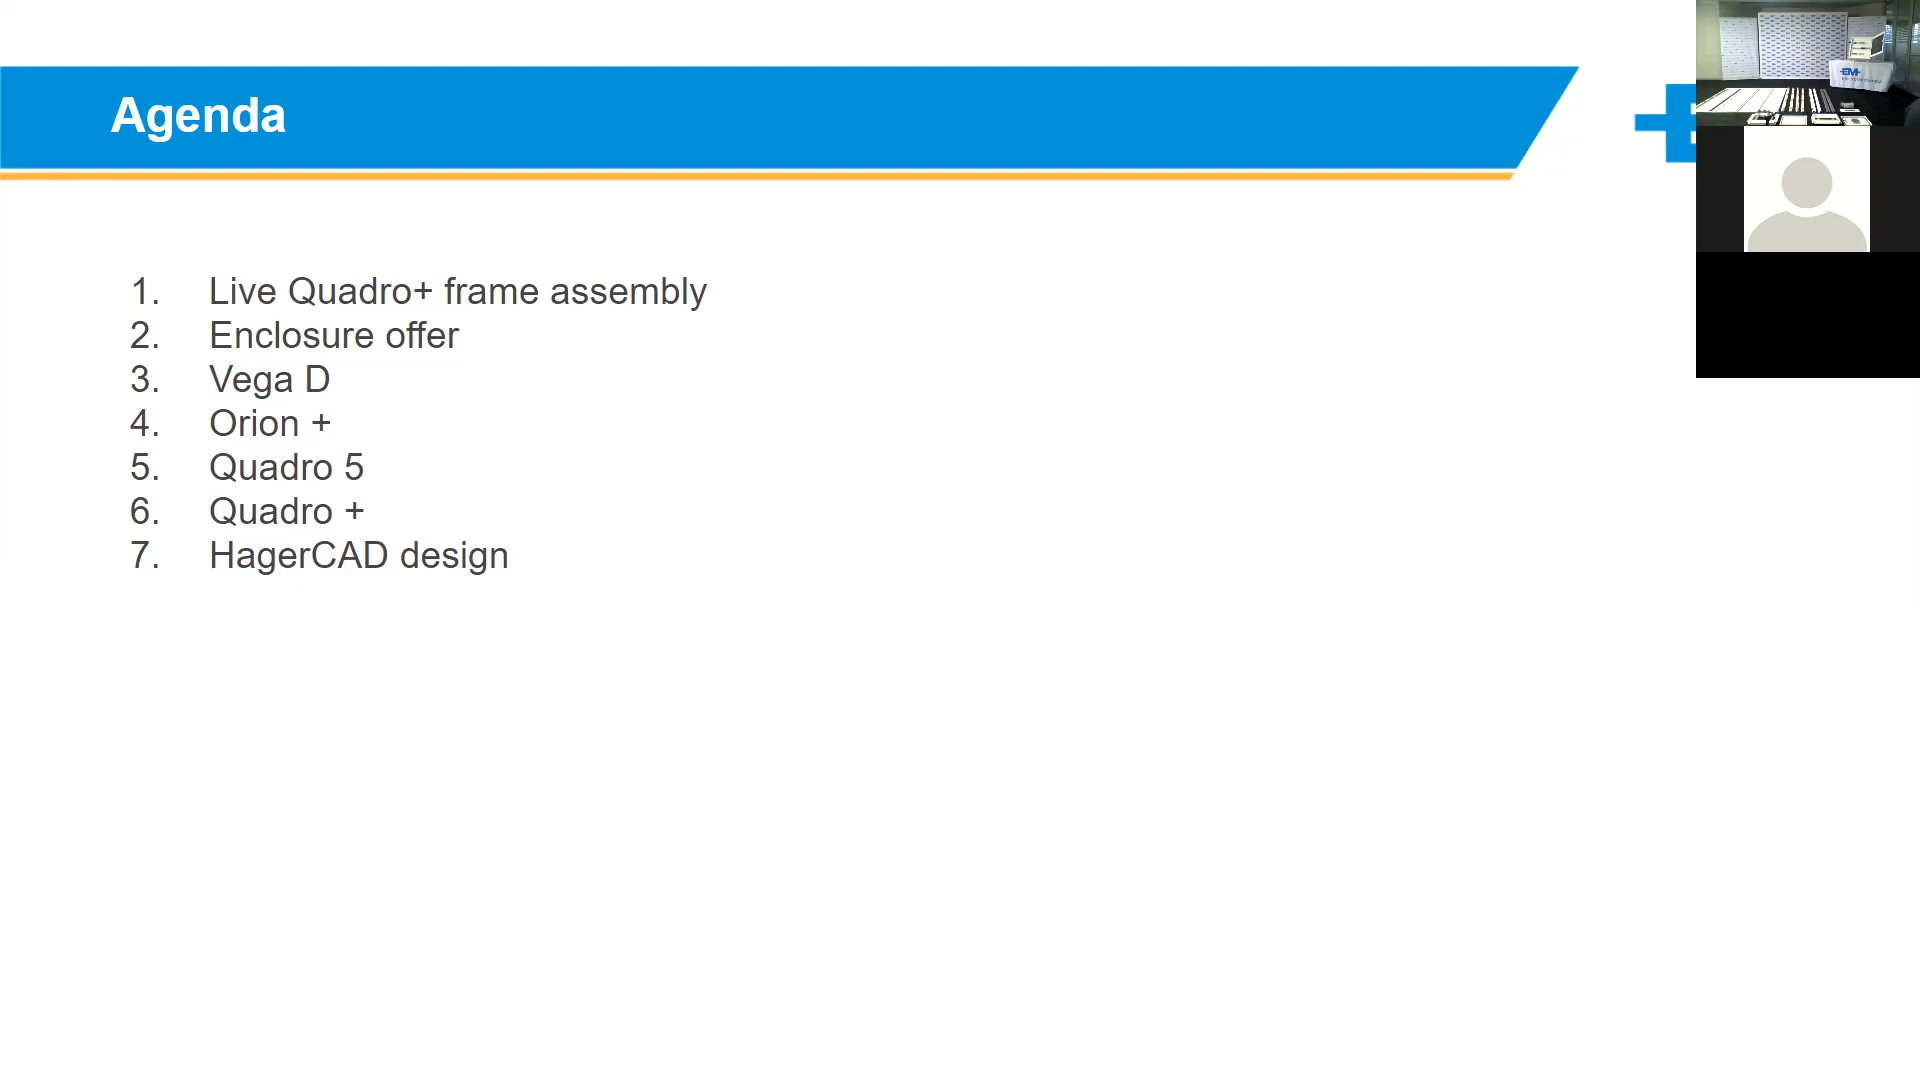 Agenda
1. Live Quadro+ frame assembly
2. Enclosure offer
3. Vega D
4. Orion +
5. Quadro 5
6. Quadro +
7. HagerCAD design
EM